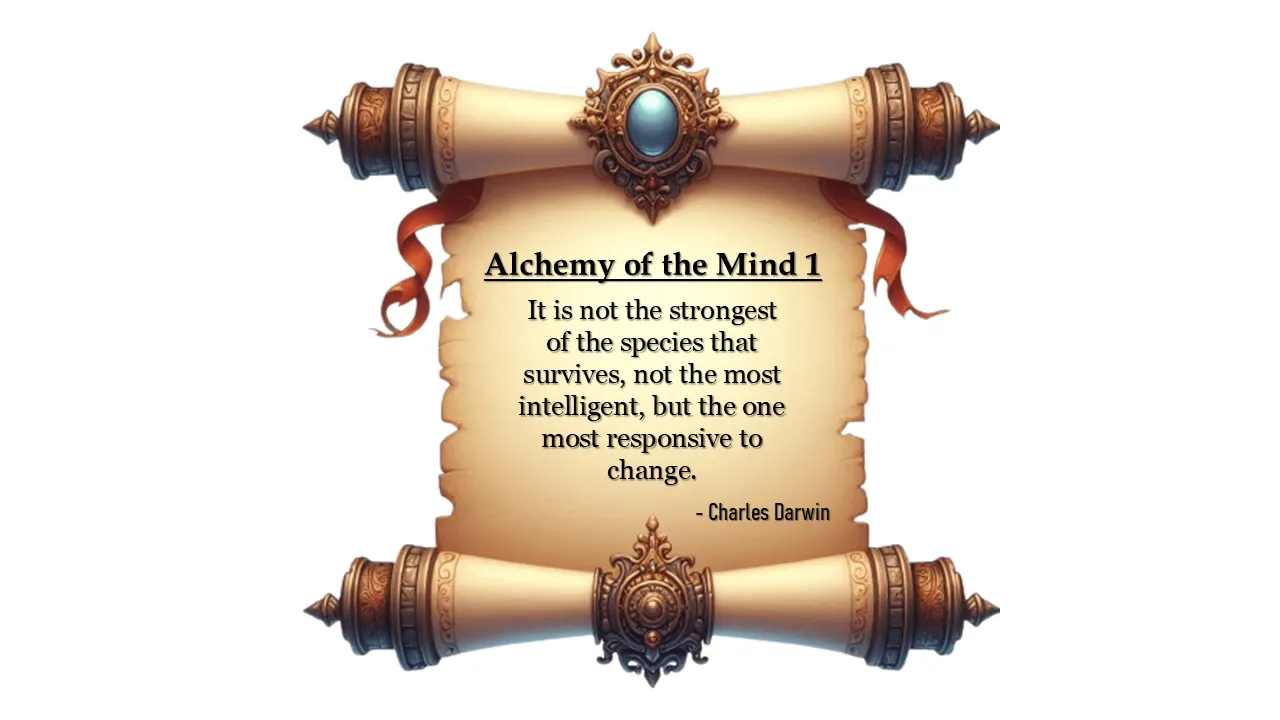 Alchemy of the Mind 1
It is not the strongest
of the species that
survives, not the most
intelligent, but the one
most responsive to
change.
- Charles Darwin